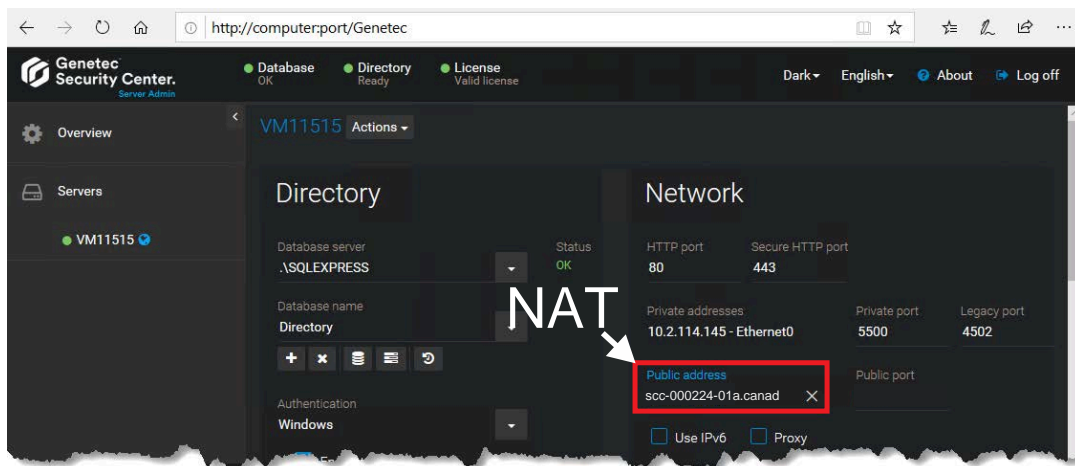 http://computer:port/Genetec
Genetec
Security Center.
Server Admin
Database
OK
Directory
Ready
License
Valid license
Dark
English
About
Log off
Overview
Servers
VM11515
VM11515 Actions
Directory
Database server
.\SQLEXPRESS
Status
OK
Database name
Directory
Authentication
Windows
NAT
Network
HTTP port
80
Secure HTTP port
443
Private addresses
10.2.114.145 - Ethernet0
Private port
5500
Legacy port
4502
Public address
scc-000224-01a.canad
Public port
Use IPv6
Proxy